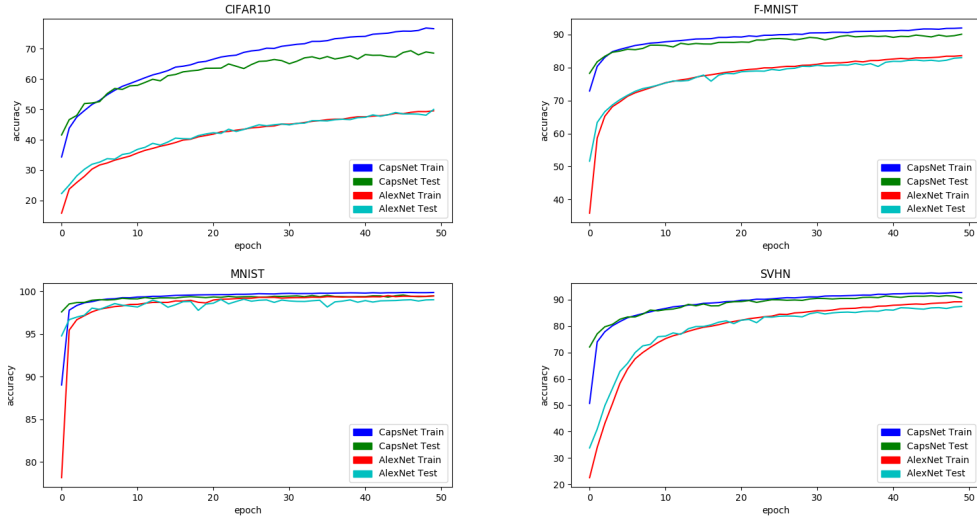 CIFAR10
accuracy
70
60
50
40
30
20
0 10 20 30 40 50
epoch
CapsNet Train
CapsNet Test
AlexNet Train
AlexNet Test
F-MNIST
accuracy
90
80
70
60
50
40
0 10 20 30 40 50
epoch
CapsNet Train
CapsNet Test
AlexNet Train
AlexNet Test
MNIST
accuracy
100
95
90
85
80
0 10 20 30 40 50
epoch
CapsNet Train
CapsNet Test
AlexNet Train
AlexNet Test
SVHN
accuracy
90
80
70
60
50
40
30
20
0 10 20 30 40 50
epoch
CapsNet Train
CapsNet Test
AlexNet Train
AlexNet Test